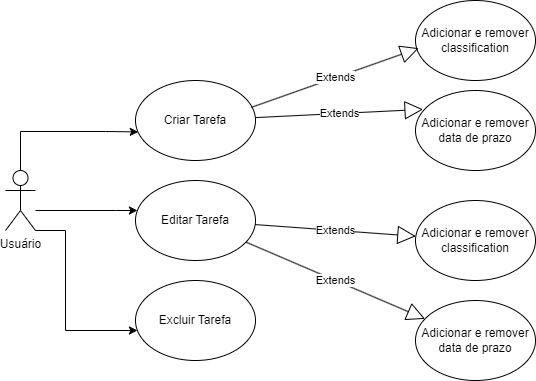 Adicionar e remover
classification
Extends
Criar Tarefa
Extends
Adicionar e remover
data de prazo
Editar Tarefa
Extends
Adicionar e remover
classification
Usuário
Extends
Excluir Tarefa
Adicionar e remover
data de prazo